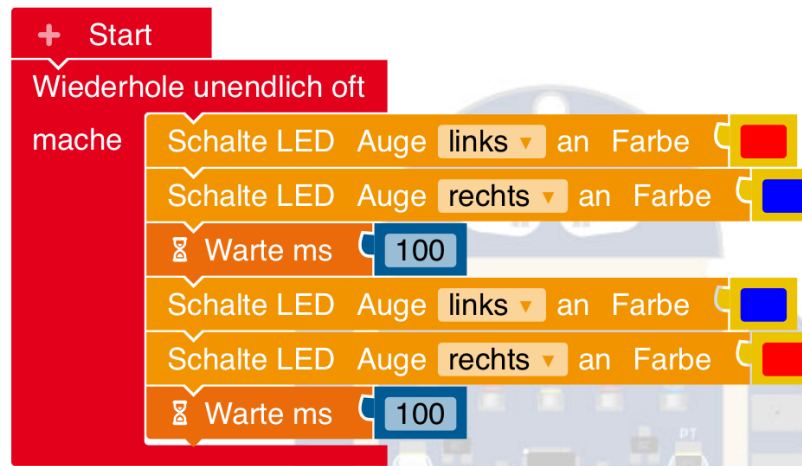 + Start
Wiederhole unendlich oft
mache Schalte LED Auge links an Farbe
Schalte LED Auge rechts an Farbe
Warte ms 100
Schalte LED Auge links an Farbe
Schalte LED Auge rechts an Farbe
Warte ms 100
PT